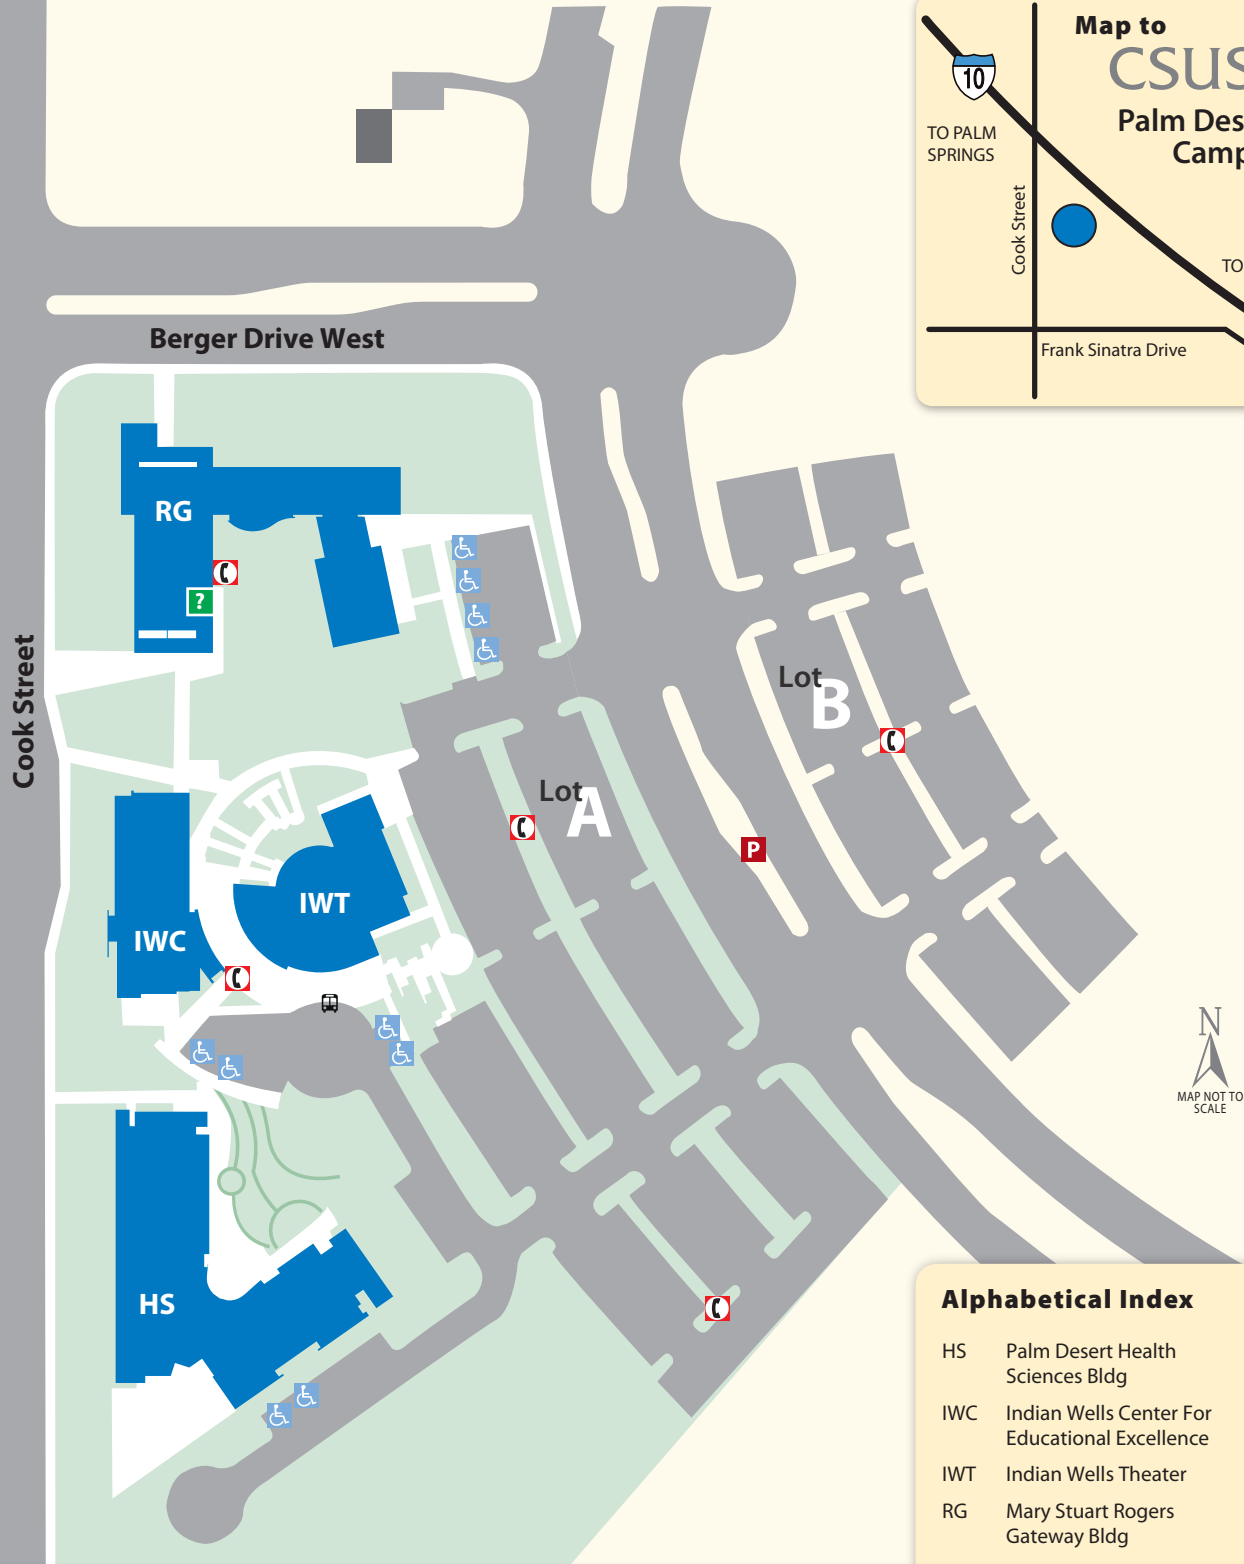 Map to
CSUS
Palm Des
Camp
10
TO PALM
SPRINGS
Cook Street
TO
Frank Sinatra Drive
Berger Drive West
RG
?
Cook Street
Lot
B
Lot
A
P
IWT
IWC
N
MAP NOT TO
SCALE
HS
Alphabetical Index
HS Palm Desert Health
Sciences Bldg
IWC Indian Wells Center For
Educational Excellence
IWT Indian Wells Theater
RG Mary Stuart Rogers
Gateway Bldg